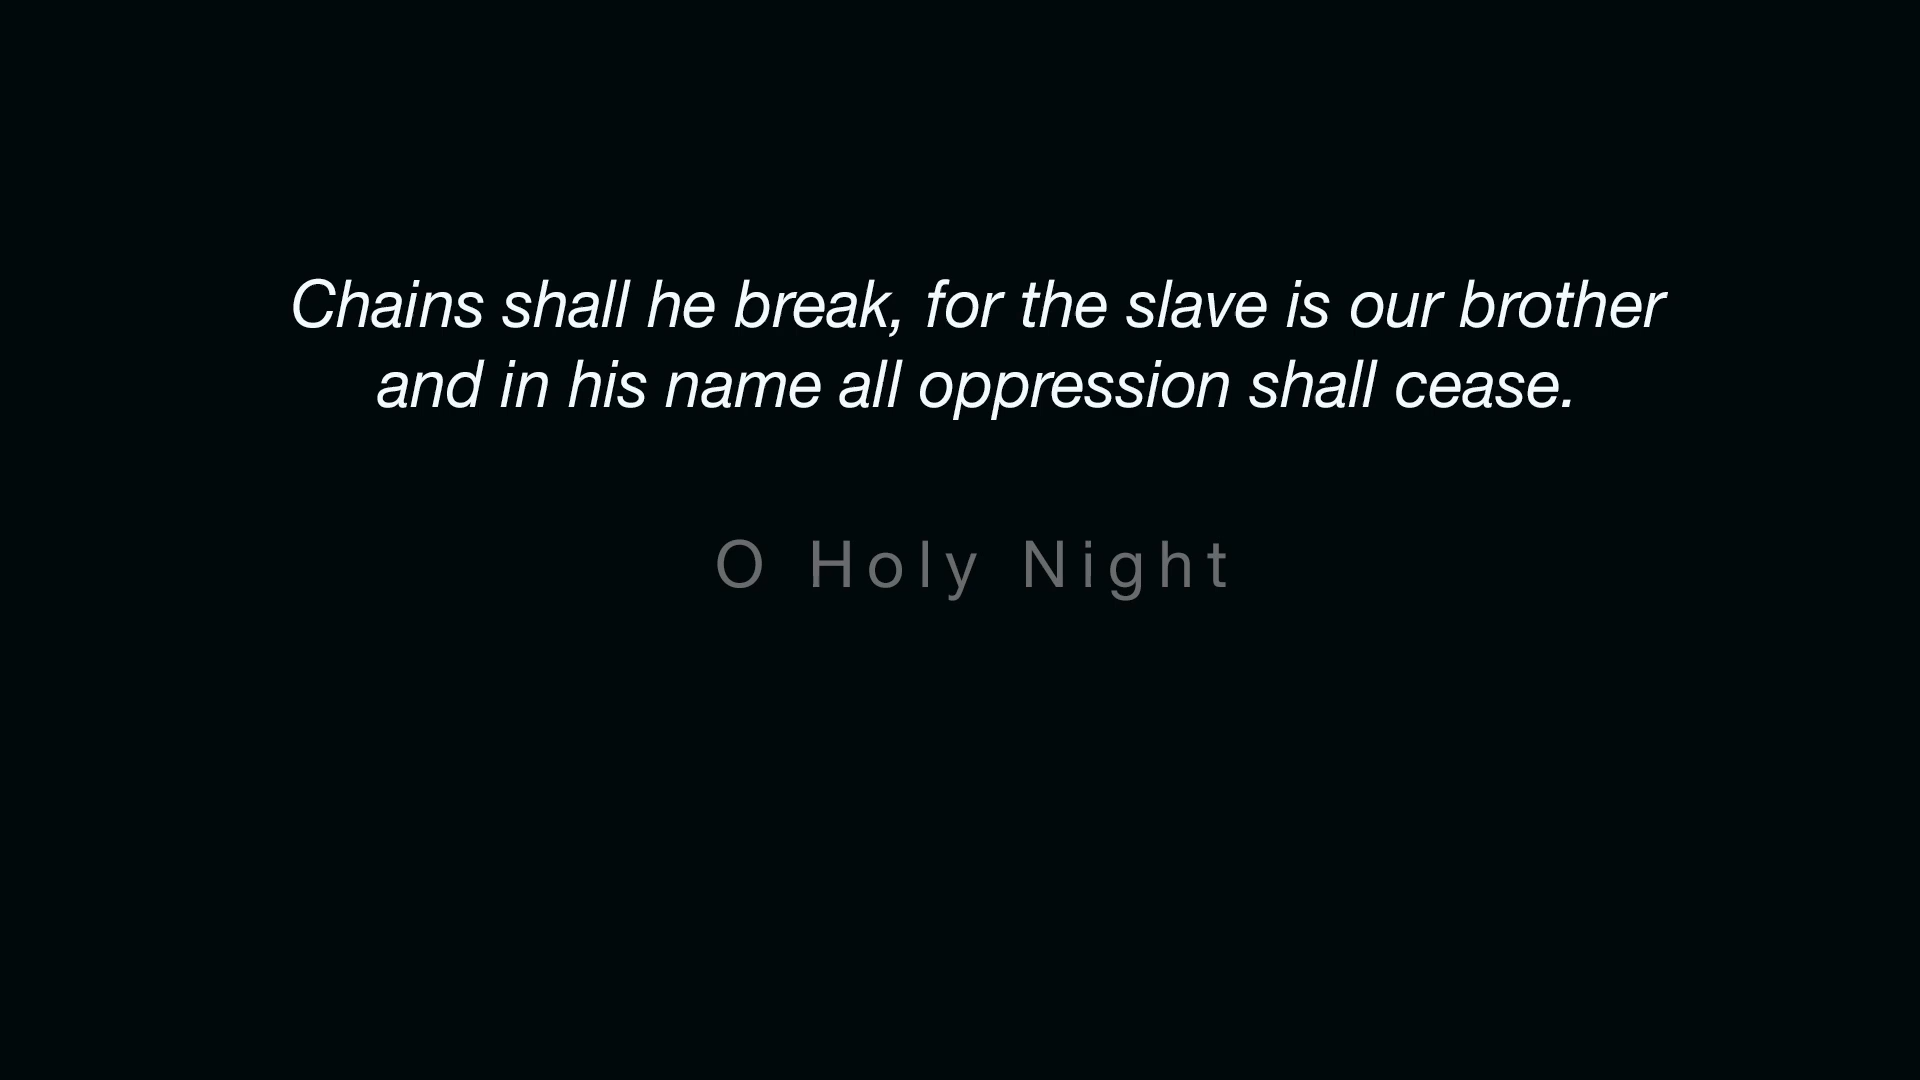 Chains shall he break, for the slave is our brother
and in his name all oppression shall cease.
O Holy Night